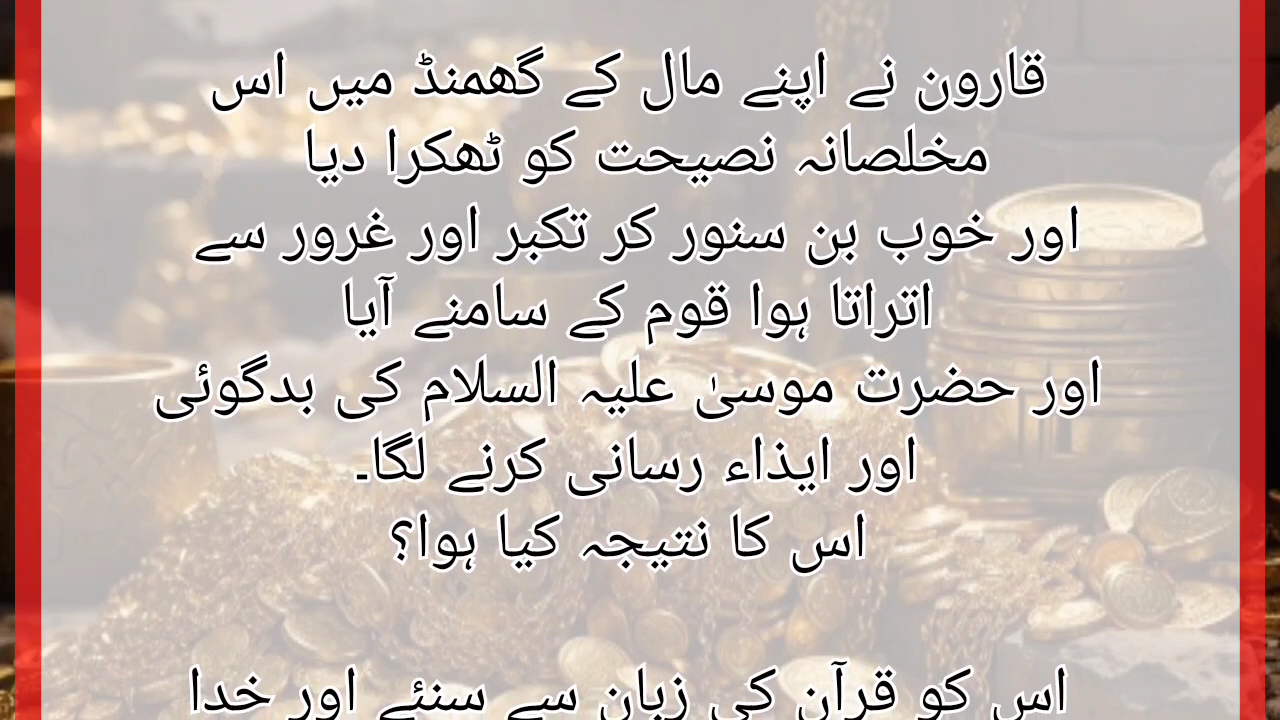 قارون نے اپنے مال کے گھمنڈ میں اس
مخلصانہ نصیحت کو ٹھکرا دیا
اور خوب بن سنور کر تکبر اور غرور سے
اتراتا ہوا قوم کے سامنے آیا
اور حضرت موسیٰ علیہ السلام کی بدگوئی
اور ایذاء رسانی کرنے لگا۔
اس کا نتیجہ کیا ہوا؟
اس کو قرآن کی زبان سے سنئے اور خدا